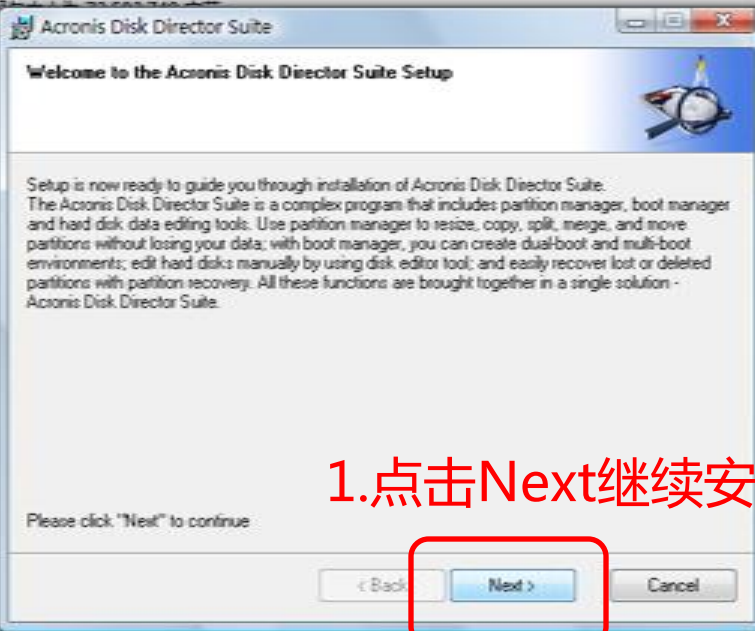 Acronis Disk Director Suite
Welcome to the Acronis Disk Director Suite Setup
Setup is now ready to guide you through installation of Acronis Disk Director Suite.
The Acronis Disk Director Suite is a complex program that includes partition manager, boot manager
and hard disk data editing tools. Use partition manager to resize, copy, split, merge, and move
partitions without losing your data; with boot manager, you can create dual-boot and multi-boot
environments; edit hard disks manually by using disk editor tool; and easily recover lost or deleted
partitions with partition recovery. All these functions are brought together in a single solution -
Acronis Disk Director Suite.
1.点击Next继续安
Please click "Next" to continue
< Back
Next >
Cancel